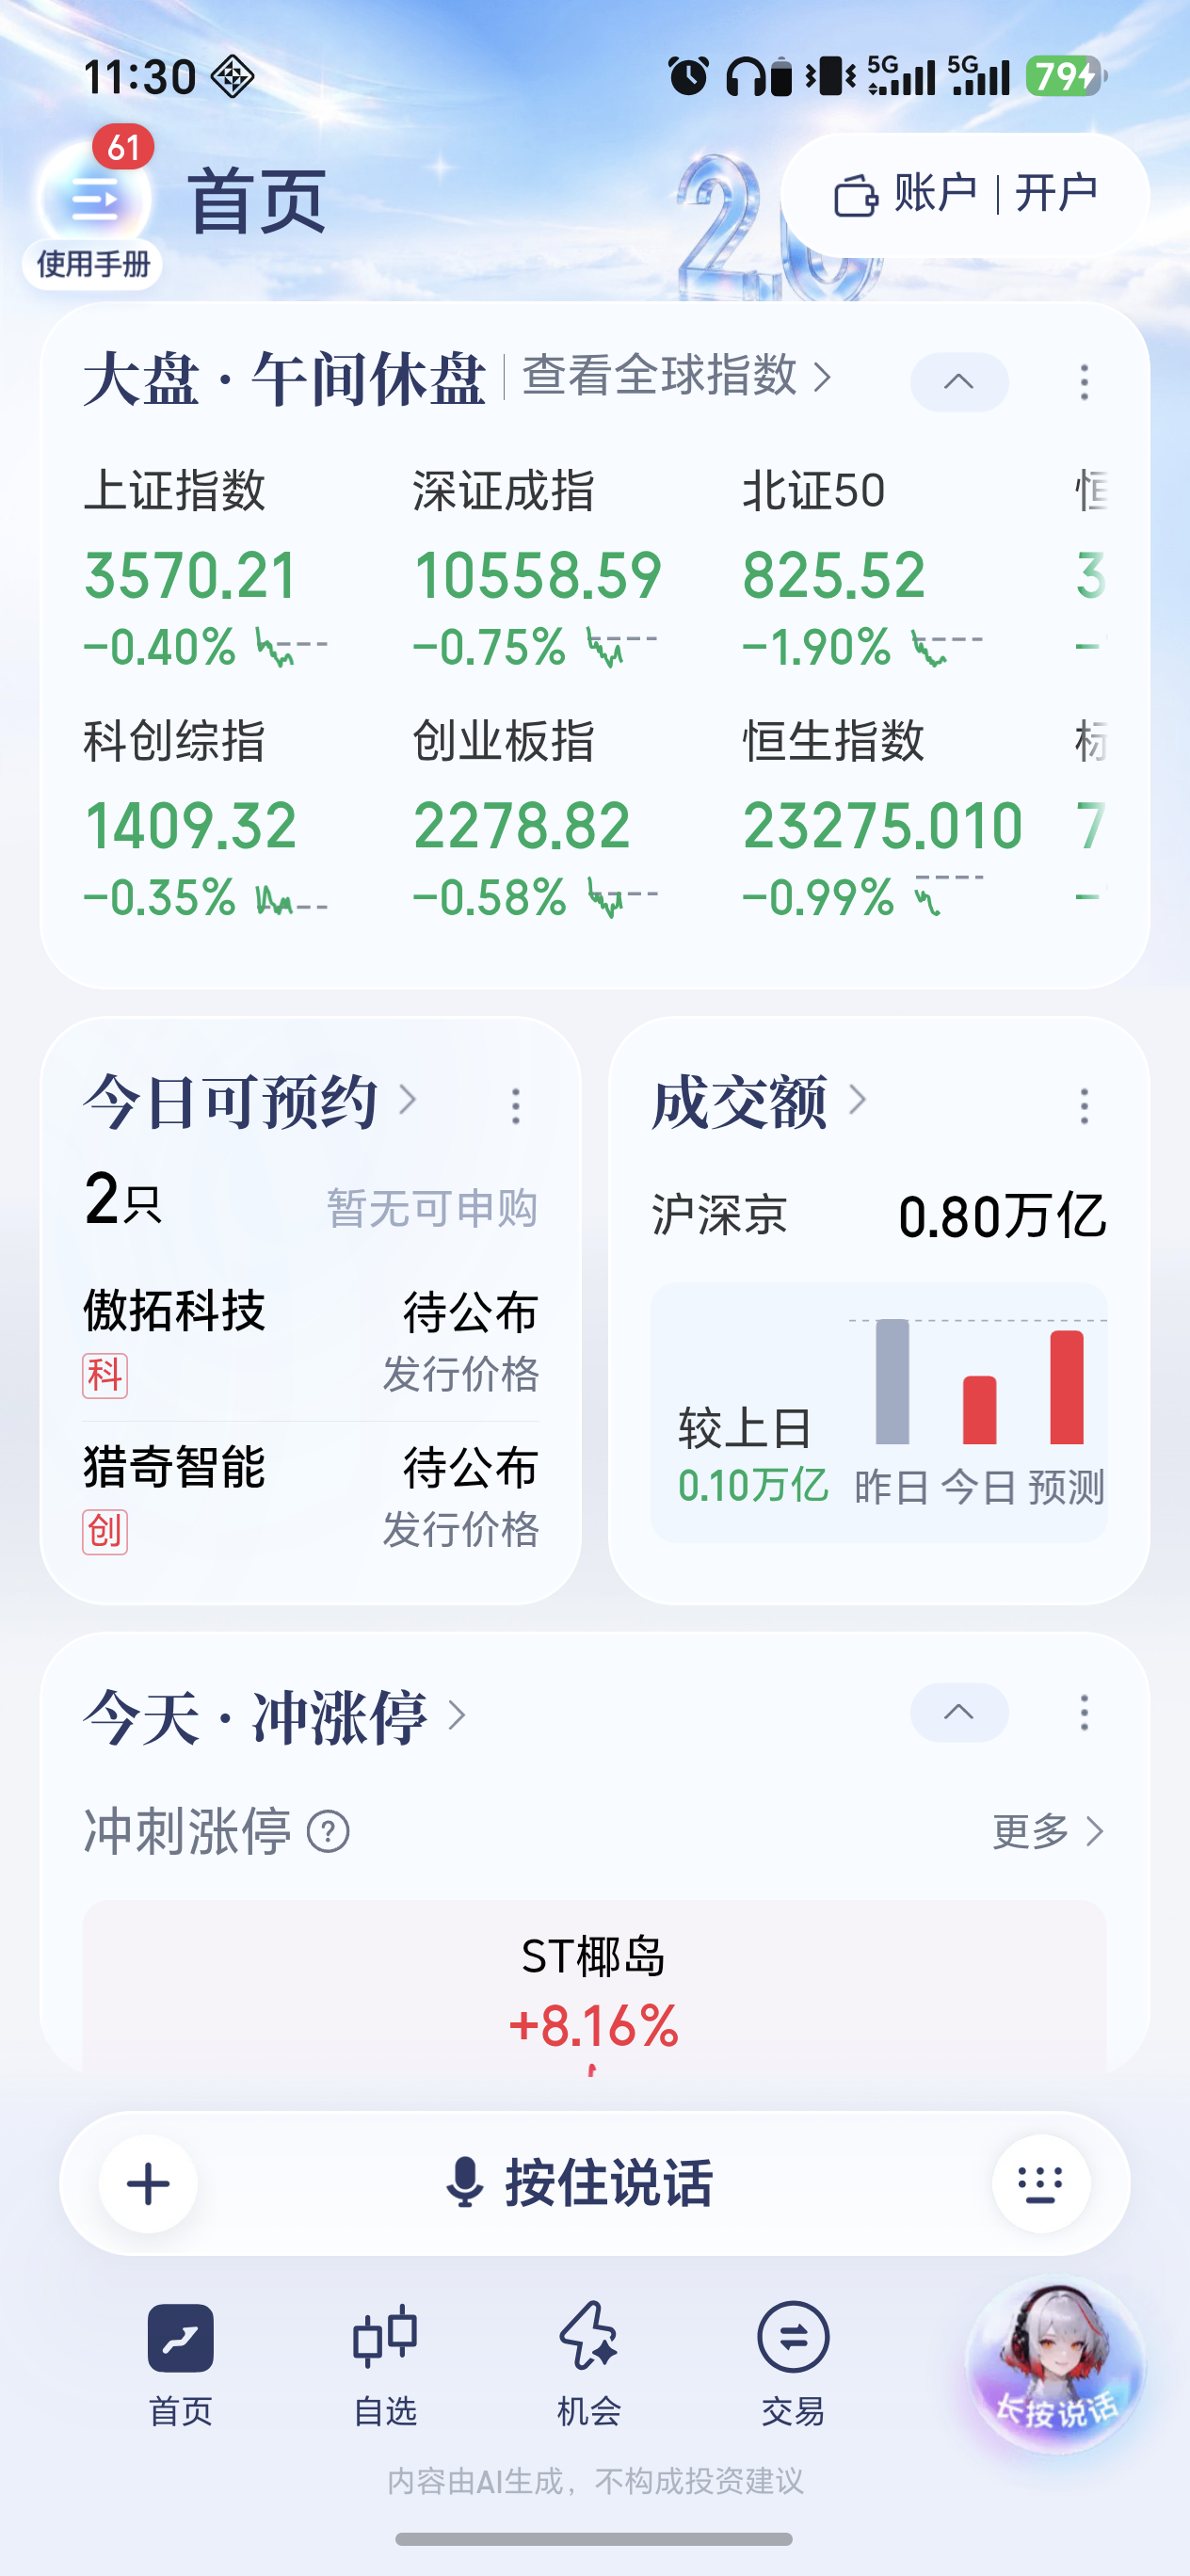 11:30
5G 5G 79
61
首页
账户 | 开户
使用手册
大盘 · 午间休盘 | 查看全球指数
上证指数 深证成指 北证50
3570.21 10558.59 825.52 3
-0.40% -0.75% -1.90% -
科创综指 创业板指 恒生指数
1409.32 2278.82 23275.010 7
-0.35% -0.58% -0.99% -
今日可预约
2只 暂无可申购
傲拓科技 待公布
科 发行价格
猎奇智能 待公布
创 发行价格
成交额
沪深京 0.80万亿
较上日
0.10万亿
昨日 今日 预测
今天 · 冲涨停
冲刺涨停 ? 更多
ST椰岛
+8.16%
按住说话
首页 自选 机会 交易
长按说话
内容由AI生成，不构成投资建议